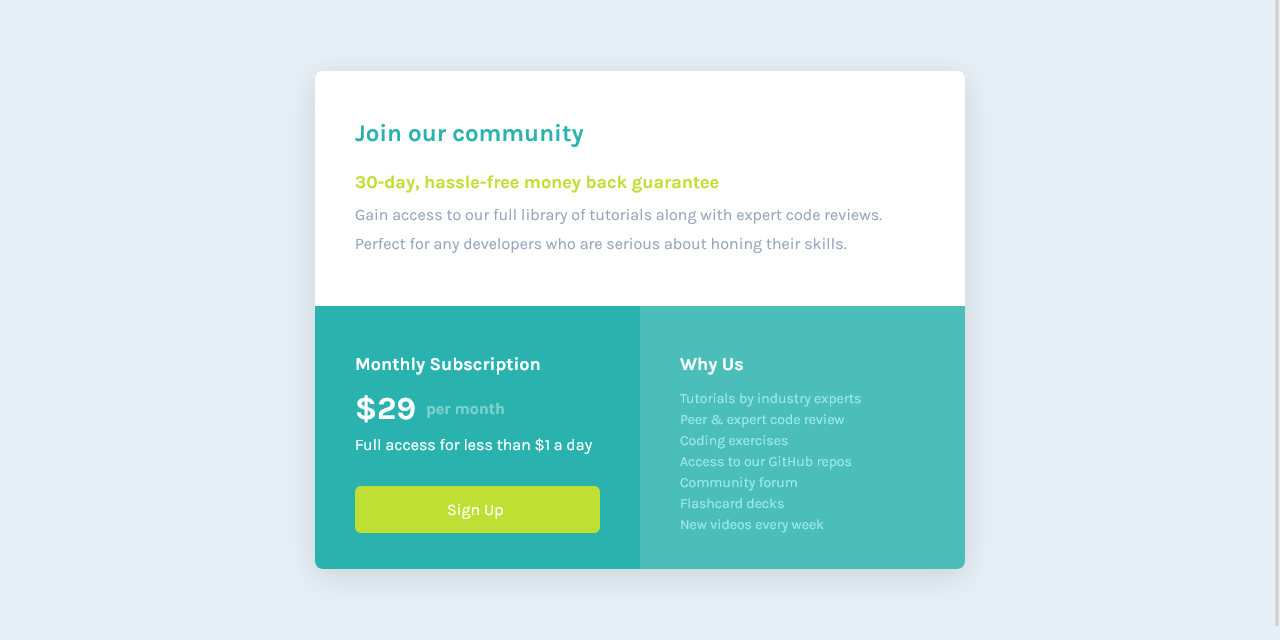 Join our community
30-day, hassle-free money back guarantee
Gain access to our full library of tutorials along with expert code reviews.
Perfect for any developers who are serious about honing their skills.
Monthly Subscription
$29 per month
Full access for less than $1 a day
Sign Up
Why Us
Tutorials by industry experts
Peer & expert code review
Coding exercises
Access to our GitHub repos
Community forum
Flashcard decks
New videos every week